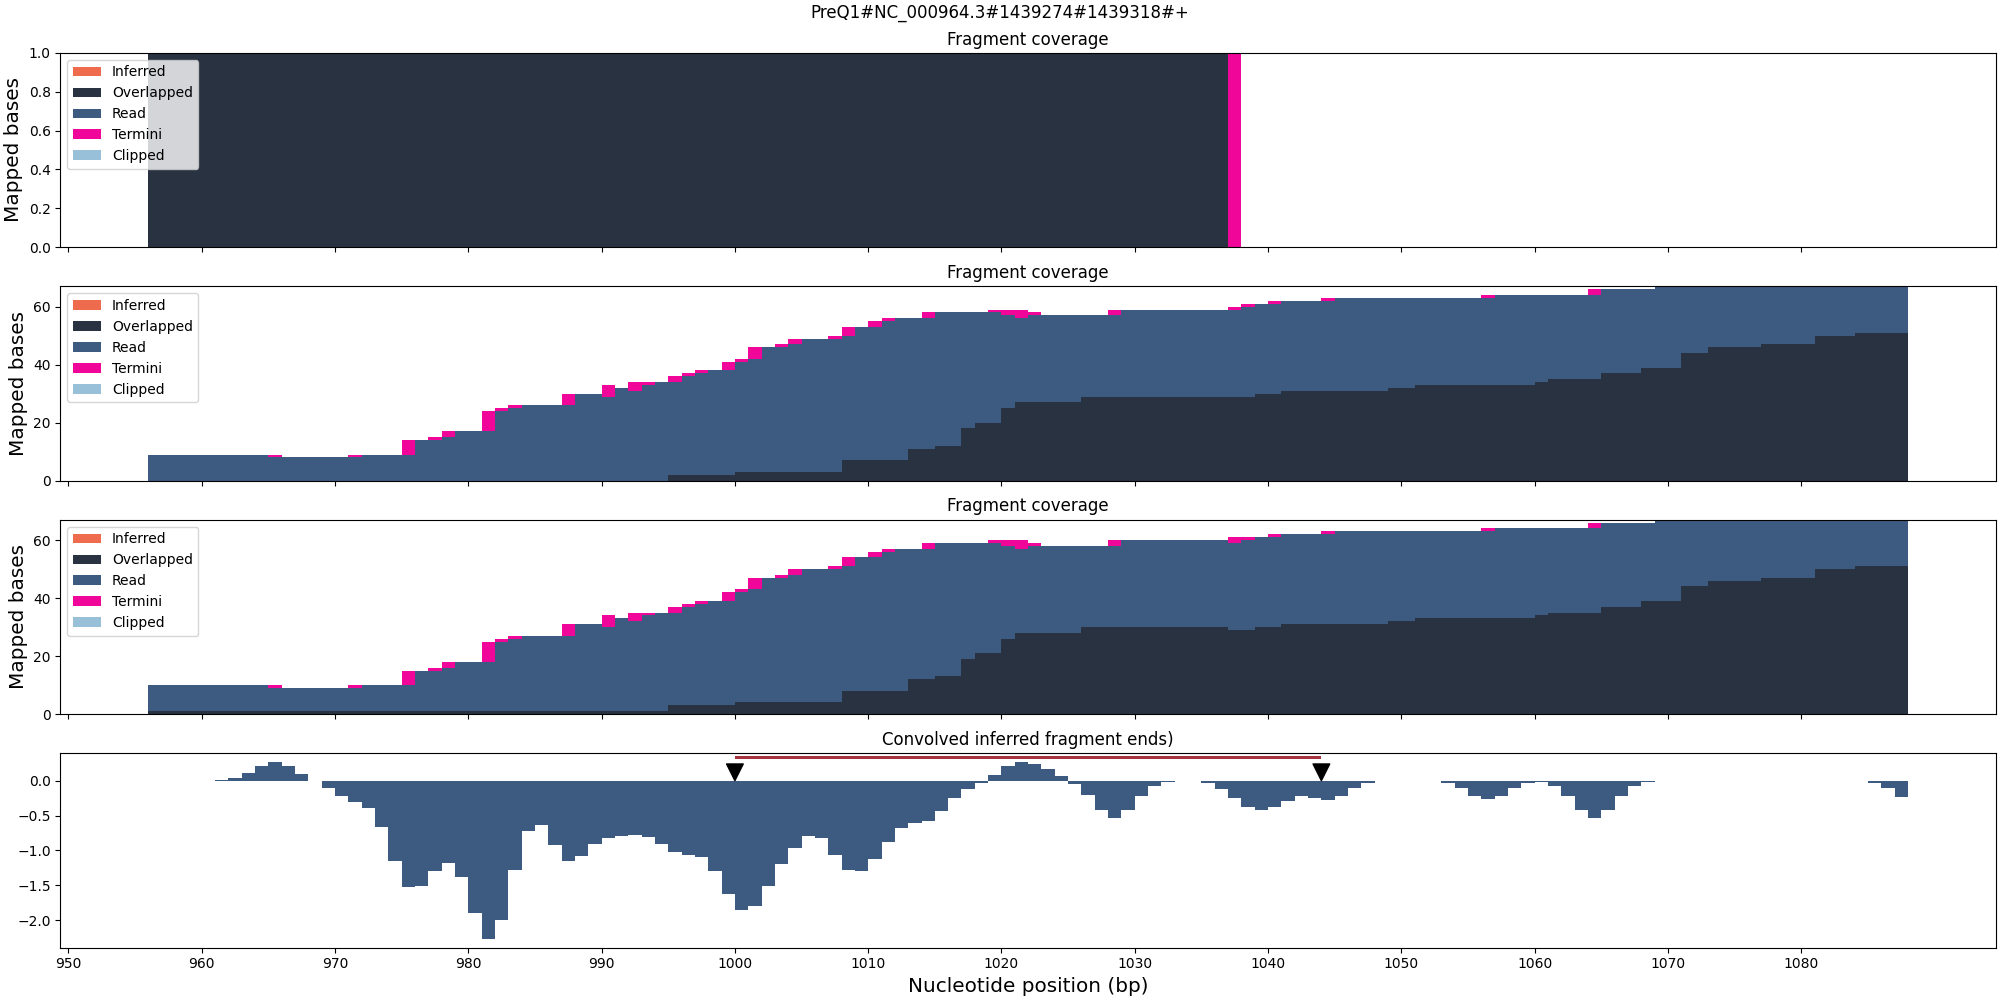 PreQ1#NC_000964.3#1439274#1439318#+
Fragment coverage
Mapped bases
1.0
0.8
0.6
0.4
0.2
0.0
Inferred
Overlapped
Read
Termini
Clipped
Fragment coverage
Mapped bases
60
40
20
0
Inferred
Overlapped
Read
Termini
Clipped
Fragment coverage
Mapped bases
60
40
20
0
Inferred
Overlapped
Read
Termini
Clipped
Convolved inferred fragment ends)
0.0
−0.5
−1.0
−1.5
−2.0
950 960 970 980 990 1000 1010 1020 1030 1040 1050 1060 1070 1080
Nucleotide position (bp)